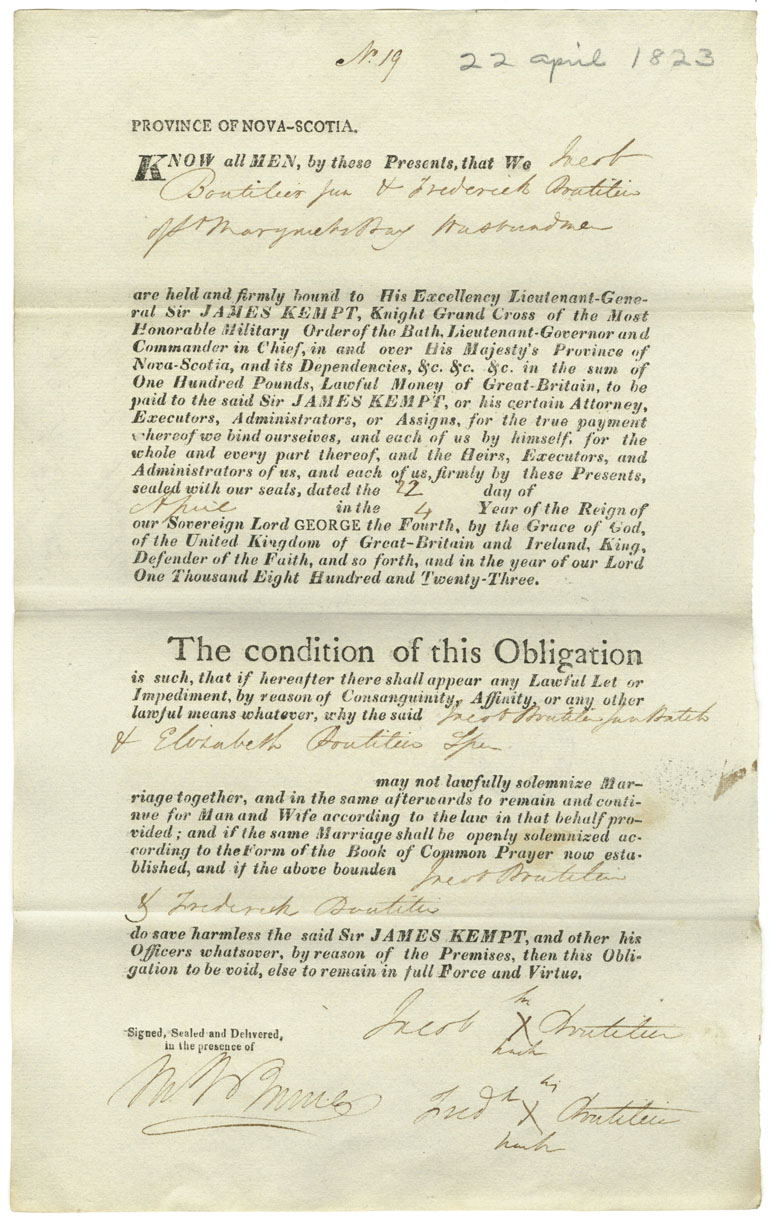 No. 19
22 april 1823
PROVINCE OF NOVA-SCOTIA.
KNOW all MEN, by these Presents, that We Jacob
Boutilier jun & Frederick Boutilier
of St Margrets Bay Husbandmen
are held and firmly bound to His Excellency Lieutenant-Gene-
ral Sir JAMES KEMPT, Knight Grand Cross of the Most
Honorable Military Order of the Bath, Lieutenant-Governor and
Commander in Chief, in and over His Majesty's Province of
Nova-Scotia, and its Dependencies, &c. &c. &c. in the sum of
One Hundred Pounds, Lawful Money of Great-Britain, to be
paid to the said Sir JAMES KEMPT, or his certain Attorney,
Executors, Administrators, or Assigns, for the true payment
whereof we bind ourselves, and each of us by himself, for the
whole and every part thereof, and the Heirs, Executors, and
Administrators of us, and each of us, firmly by these Presents,
sealed with our seals, dated the 22 day of
April in the 4 Year of the Reign of
our Sovereign Lord GEORGE the Fourth, by the Grace of God,
of the United Kingdom of Great-Britain and Ireland, King,
Defender of the Faith, and so forth, and in the year of our Lord
One Thousand Eight Hundred and Twenty-Three.
The condition of this Obligation
is such, that if hereafter there shall appear any Lawful Let or
Impediment, by reason of Consanguinity, Affinity, or any other
lawful means whatever, why the said Jacob Boutilier jun Batch
& Elizabeth Boutilier Spr
may not lawfully solemnize Mar-
riage together, and in the same afterwards to remain and conti-
nue for Man and Wife according to the law in that behalf pro-
vided; and if the same Marriage shall be openly solemnized ac-
cording to the Form of the Book of Common Prayer now esta-
blished, and if the above bounden Jacob Boutilier
& Frederick Boutilier
do save harmless the said Sir JAMES KEMPT, and other his
Officers whatsover, by reason of the Premises, then this Obli-
gation to be void, else to remain in full Force and Virtue.
Signed, Sealed and Delivered,
in the presence of
his
Jacob X Boutilier
mark
his
Fredk X Boutilier
mark